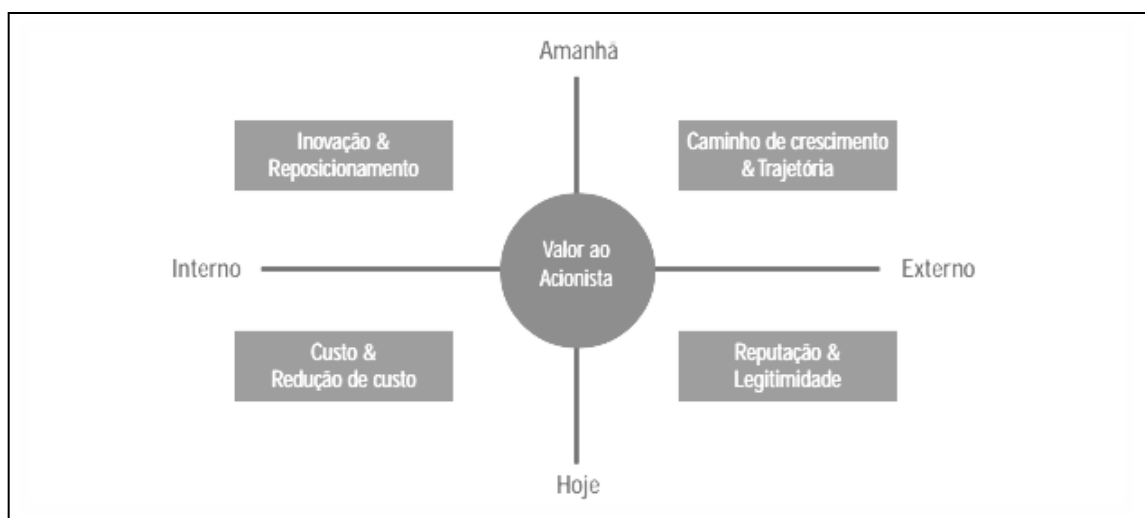 Amanhã
Inovação &
Reposicionamento
Caminho de crescimento
& Trajetória
Valor ao
Acionista
Interno
Externo
Custo &
Redução de custo
Reputação &
Legitimidade
Hoje